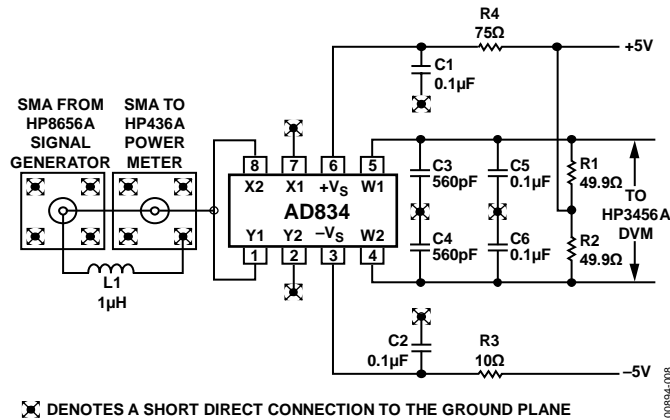 R4
75Ω
+5V
C1
0.1µF
SMA FROM
HP8656A
SIGNAL
GENERATOR
SMA TO
HP436A
POWER
METER
8 7 6 5
X2 X1 +VS W1
AD834
Y1 Y2 –VS W2
1 2 3 4
C3
560pF
C5
0.1µF
R1
49.9Ω
C4
560pF
C6
0.1µF
R2
49.9Ω
TO
HP3456A
DVM
L1
1µH
C2
0.1µF
R3
10Ω
–5V
DENOTES A SHORT DIRECT CONNECTION TO THE GROUND PLANE
00894-008